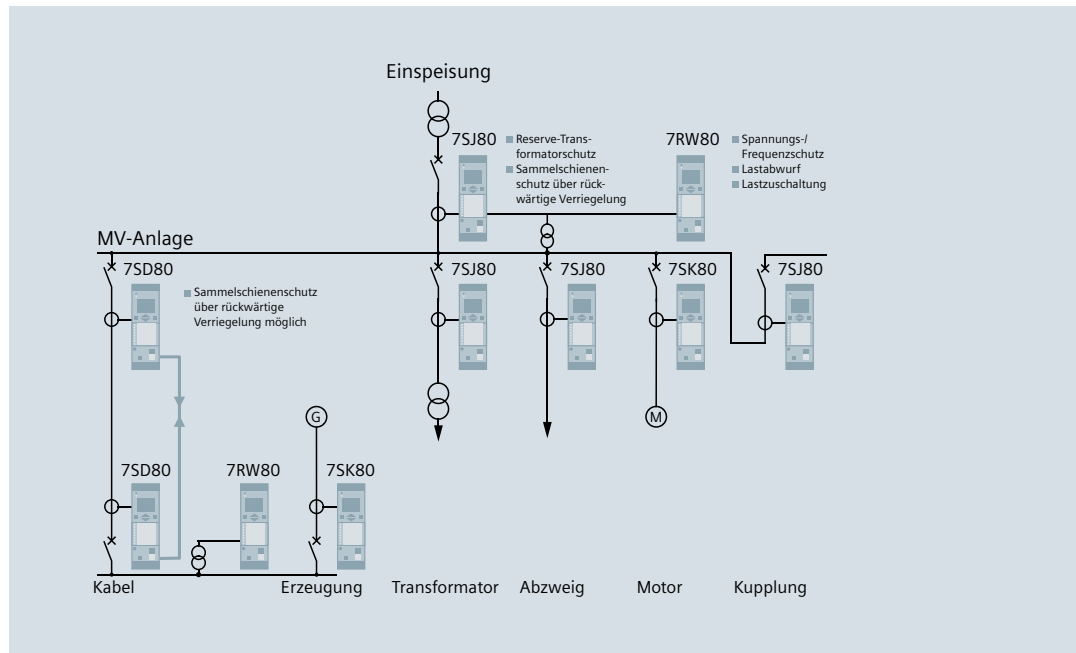 Einspeisung
7SJ80
Reserve-Trans-
formatorschutz
Sammelschienen-
schutz über rück-
wärtige Verriegelung
7RW80
Spannungs-/
Frequenzschutz
Lastabwurf
Lastzuschaltung
MV-Anlage
7SD80
Sammelschienenschutz
über rückwärtige
Verriegelung möglich
7SJ80
7SJ80
7SK80
7SJ80
G
M
7SD80
7RW80
7SK80
Kabel
Erzeugung
Transformator
Abzweig
Motor
Kupplung